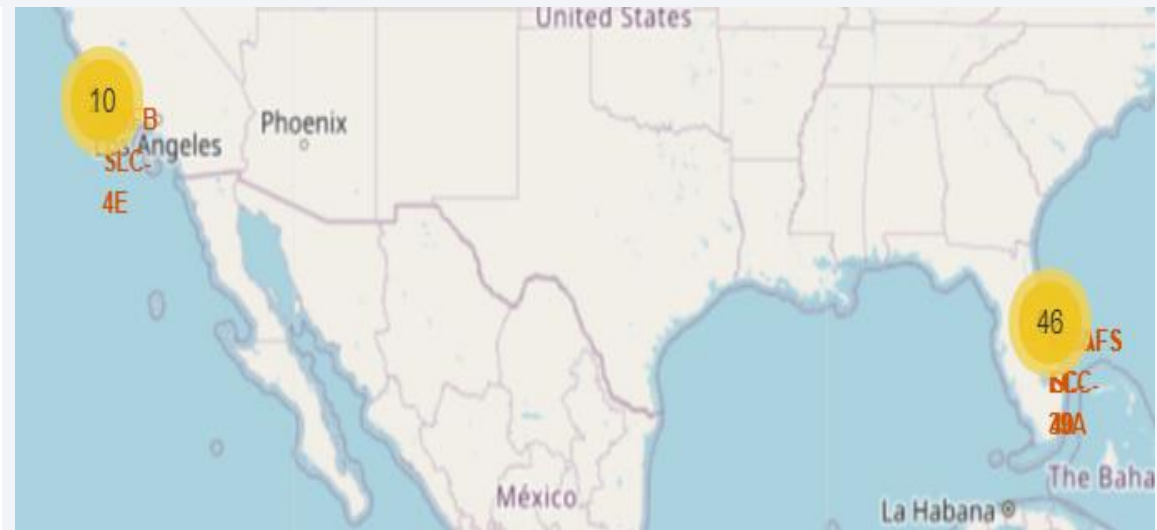 United States
10
Phoenix
Angeles
SLC-
4E
46
AFS
México
La Habana
The Baha